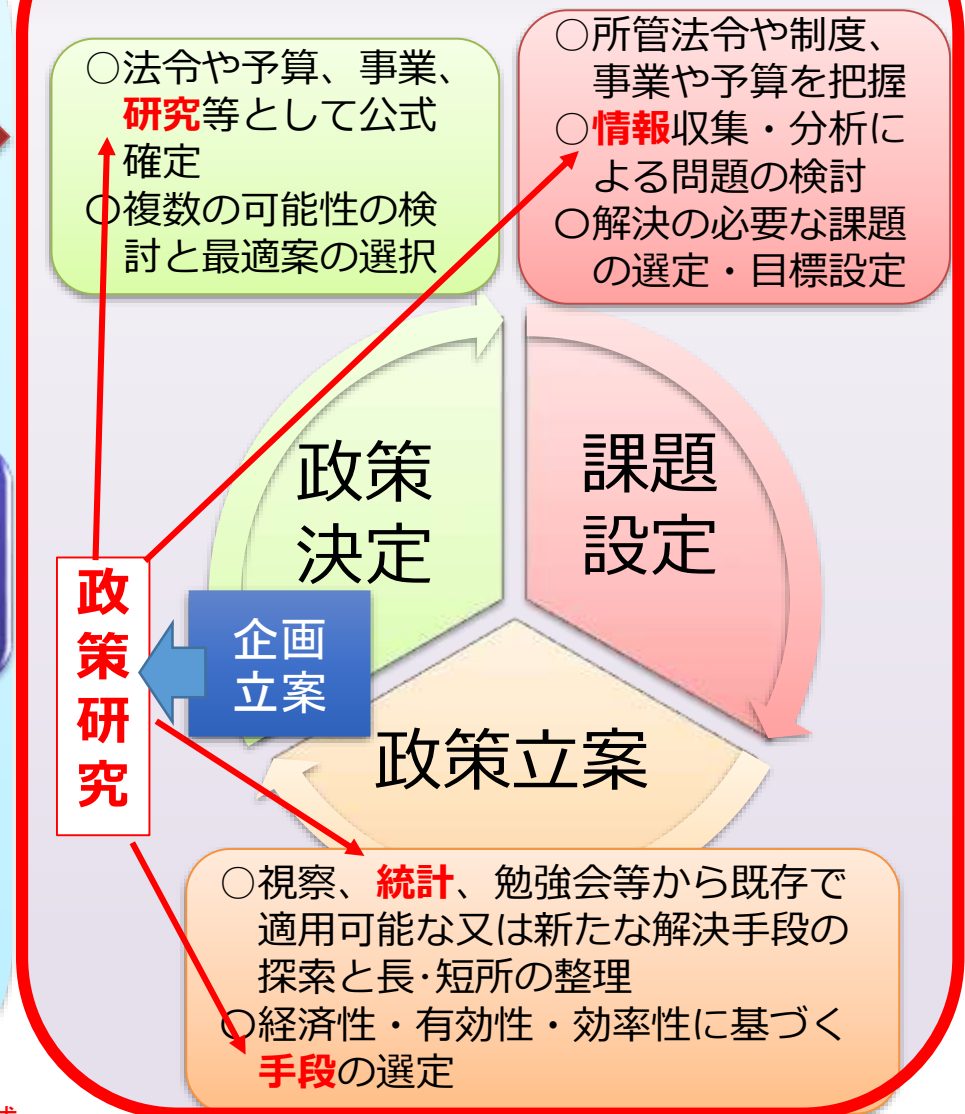 ○法令や予算、事業、
研究等として公式
確定
○複数の可能性の検
討と最適案の選択
○所管法令や制度、
事業や予算を把握
○情報収集・分析に
よる問題の検討
○解決の必要な課題
の選定・目標設定
政策
決定
課題
設定
政策研究
企画
立案
政策立案
○視察、統計、勉強会等から既存で
適用可能な又は新たな解決手段の
探索と長・短所の整理
○経済性・有効性・効率性に基づく
手段の選定